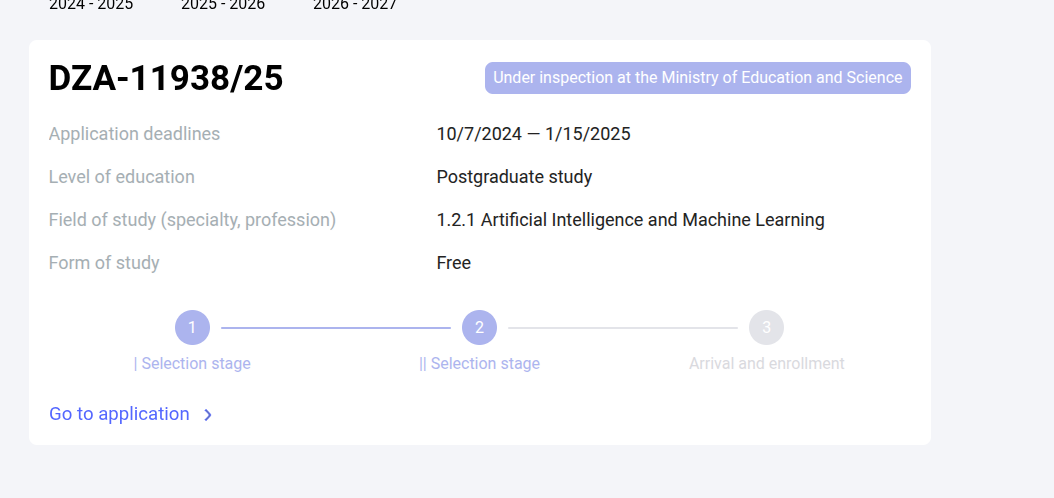 2024 - 2025 2025 - 2026 2026 - 2027
DZA-11938/25 Under inspection at the Ministry of Education and Science
Application deadlines 10/7/2024 — 1/15/2025
Level of education Postgraduate study
Field of study (specialty, profession) 1.2.1 Artificial Intelligence and Machine Learning
Form of study Free
1 2 3
| Selection stage || Selection stage Arrival and enrollment
Go to application